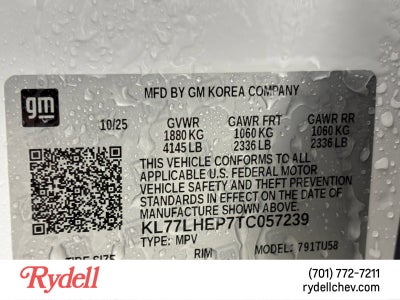 MFD BY GM KOREA COMPANY
gm
10/25 GVWR GAWR FRT GAWR RR
1880 KG 1060 KG 1060 KG
4145 LB 2336 LB 2336 LB
THIS VEHICLE CONFORMS TO ALL
APPLICABLE U.S. FEDERAL MOTOR
VEHICLE SAFETY AND THEFT PREVENTION
STANDARDS IN EFFECT ON THE DATE OF
MANUFACTURE SHOWN ABOVE.
KL77LHEP7TC057239
TYPE: MPV MODEL: 791TU58
TIRE SIZE RIM
Rydell
(701) 772-7211
rydellchev.com